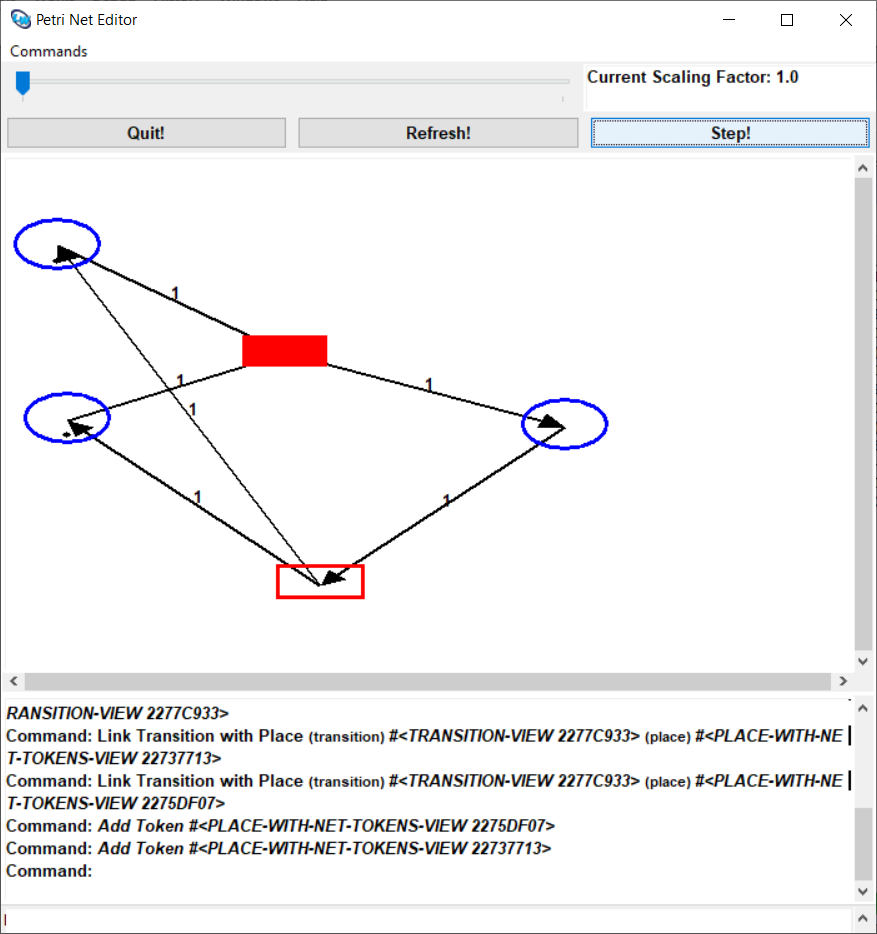 Petri Net Editor
Commands
Current Scaling Factor: 1.0
Quit!
Refresh!
Step!
1
1
1
1
1
1
RANSITION-VIEW 2277C933>
Command: Link Transition with Place (transition) #<TRANSITION-VIEW 2277C933> (place) #<PLACE-WITH-NE
T-TOKENS-VIEW 22737713>
Command: Link Transition with Place (transition) #<TRANSITION-VIEW 2277C933> (place) #<PLACE-WITH-NE
T-TOKENS-VIEW 2275DF07>
Command: Add Token #<PLACE-WITH-NET-TOKENS-VIEW 2275DF07>
Command: Add Token #<PLACE-WITH-NET-TOKENS-VIEW 22737713>
Command: